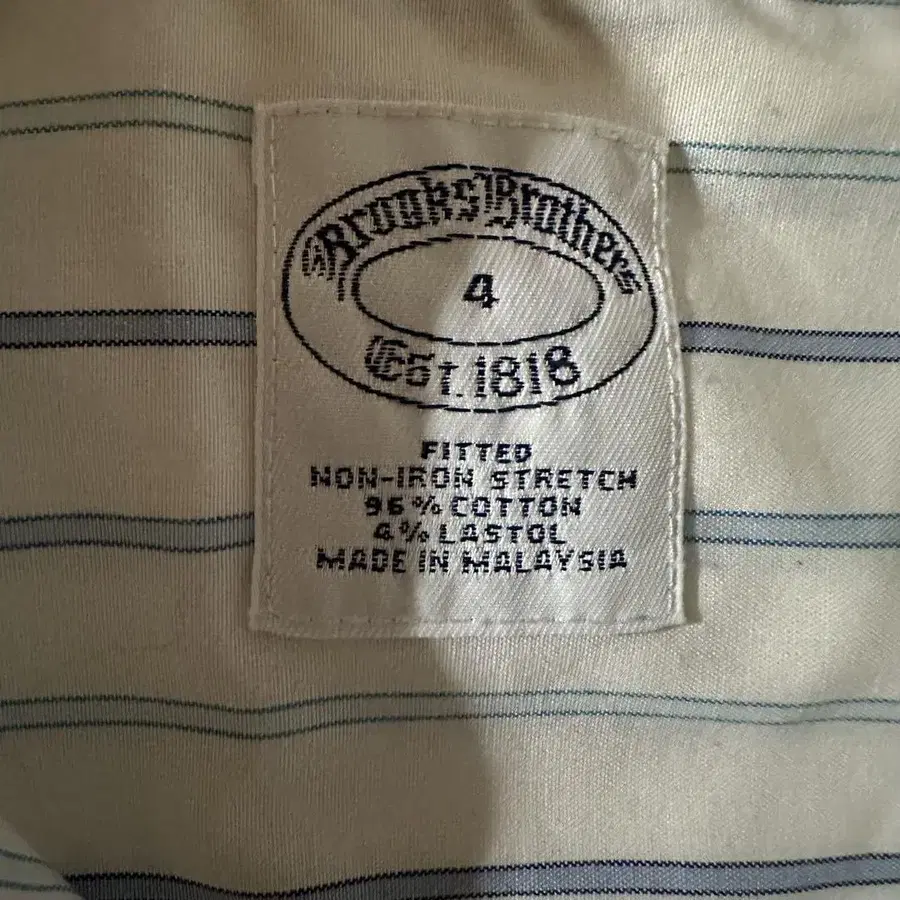 Brooks Brothers
4
Est. 1818
FITTED
NON-IRON STRETCH
96% COTTON
4% LASTOL
MADE IN MALAYSIA